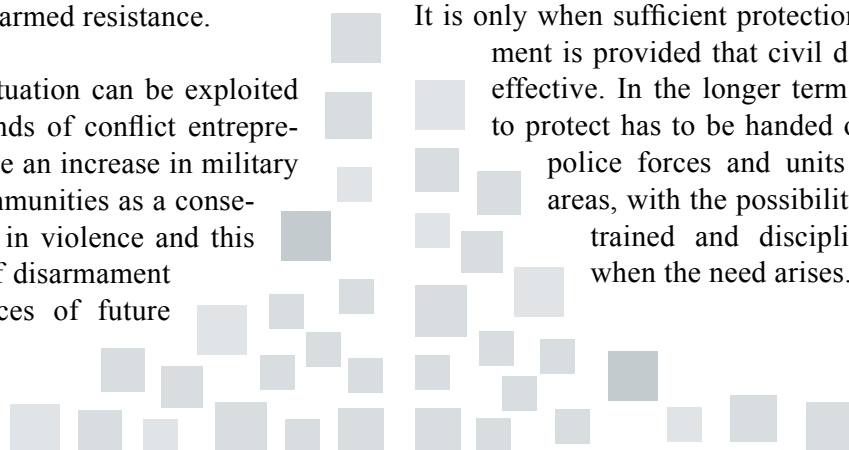 armed resistance.
tuation can be exploited
nds of conflict entrepre-
e an increase in military
mmunities as a conse-
in violence and this
f disarmament
ces of future
It is only when sufficient protection
ment is provided that civil d
effective. In the longer term
to protect has to be handed o
police forces and units
areas, with the possibilit
trained and discipli
when the need arises.